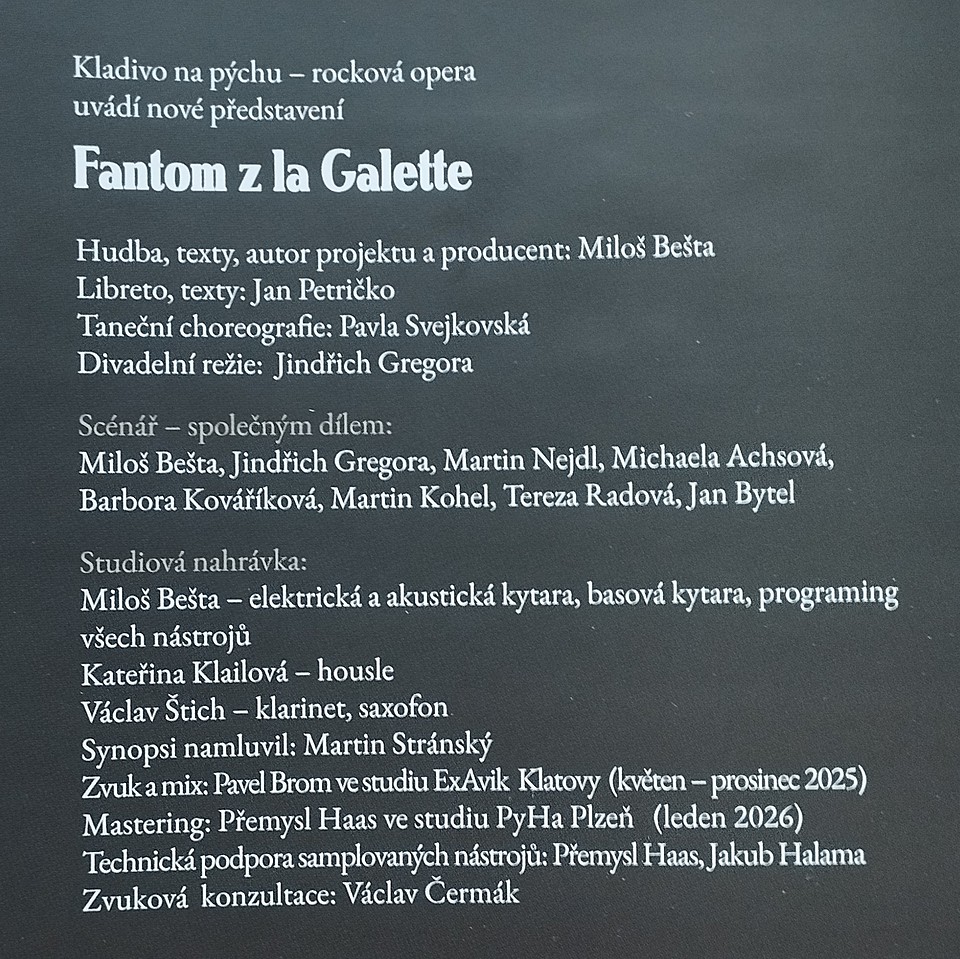 Kladivo na pýchu – rocková opera
uvádí nové představení
Fantom z la Galette
Hudba, texty, autor projektu a producent: Miloš Bešta
Libreto, texty: Jan Petričko
Taneční choreografie: Pavla Svejkovská
Divadelní režie: Jindřich Gregora
Scénář – společným dílem:
Miloš Bešta, Jindřich Gregora, Martin Nejdl, Michaela Achsová,
Barbora Kováříková, Martin Kohel, Tereza Radová, Jan Bytel
Studiová nahrávka:
Miloš Bešta – elektrická a akustická kytara, basová kytara, programing
všech nástrojů
Kateřina Klailová – housle
Václav Štich – klarinet, saxofon
Synopsi namluvil: Martin Stránský
Zvuk a mix: Pavel Brom ve studiu ExAvik Klatovy (květen – prosinec 2025)
Mastering: Přemysl Haas ve studiu PyHa Plzeň (leden 2026)
Technická podpora samplovaných nástrojů: Přemysl Haas, Jakub Halama
Zvuková konzultace: Václav Čermák